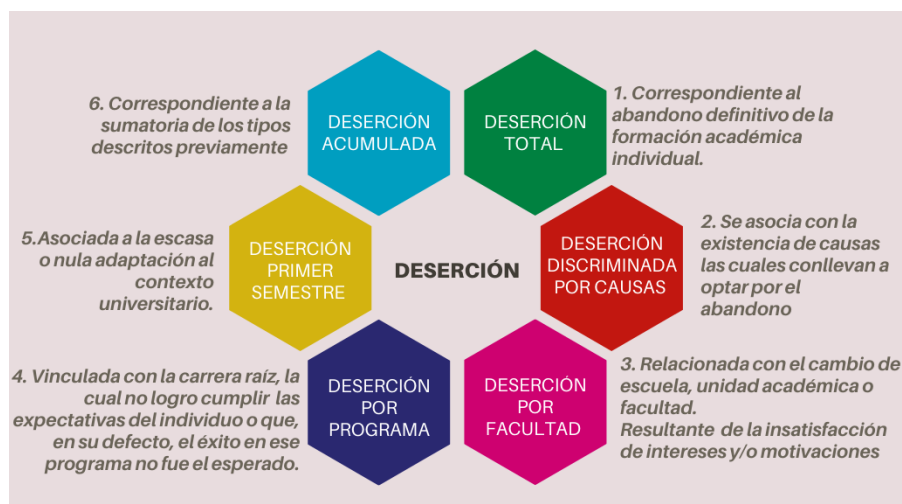 DESERCIÓN
TOTAL
1. Correspondiente al
abandono definitivo de la
formación académica
individual.
DESERCIÓN
DISCRIMINADA
POR CAUSAS
2. Se asocia con la
existencia de causas
las cuales conllevan a
optar por el
abandono
DESERCIÓN
POR
FACULTAD
3. Relacionada con el cambio de
escuela, unidad académica o
facultad.
Resultante de la insatisfacción
de intereses y/o motivaciones
DESERCIÓN
POR
PROGRAMA
4. Vinculada con la carrera raíz, la
cual no logro cumplir las
expectativas del individuo o que,
en su defecto, el éxito en ese
programa no fue el esperado.
DESERCIÓN
PRIMER
SEMESTRE
5.Asociada a la escasa
o nula adaptación al
contexto
universitario.
DESERCIÓN
ACUMULADA
6. Correspondiente a la
sumatoria de los tipos
descritos previamente
DESERCIÓN